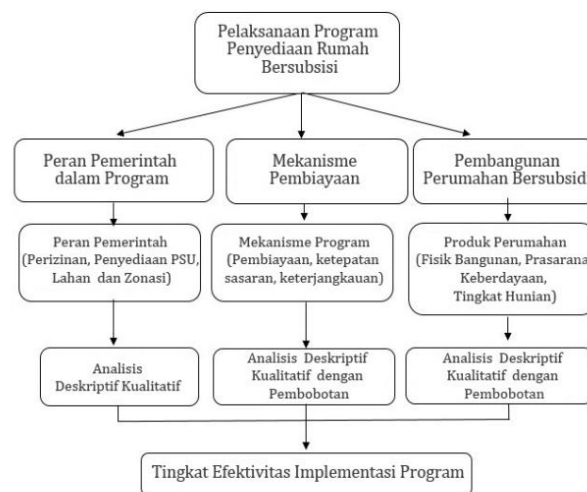 Pelaksanaan Program
Penyediaan Rumah
Bersubsisi
Peran Pemerintah
dalam Program
Mekanisme
Pembiayaan
Pembangunan
Perumahan Bersubsid
Peran Pemerintah
(Perizinan, Penyediaan PSU,
Lahan dan Zonasi)
Mekanisme Program
(Pembiayaan, ketepatan
sasaran, keterjangkauan)
Produk Perumahan
(Fisik Bangunan, Prasarana
Keberdayaan,
Tingkat Hunian)
Analisis
Deskriptif Kualitatif
Analisis Deskriptif
Kualitatif dengan
Pembobotan
Analisis Deskriptif
Kualitatif dengan
Pembobotan
Tingkat Efektivitas Implementasi Program